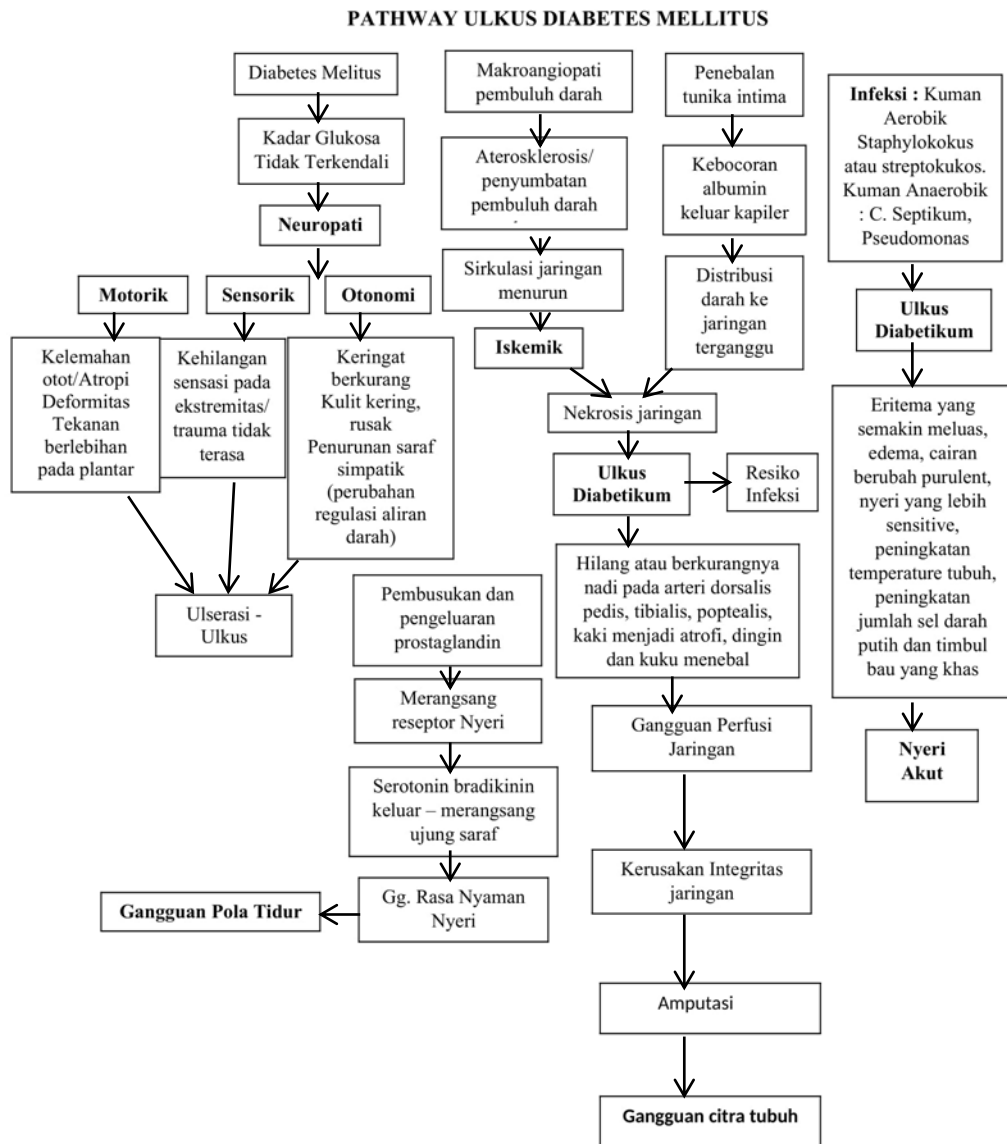 PATHWAY ULKUS DIABETES MELLITUS
Diabetes Melitus
Kadar Glukosa
Tidak Terkendali
Neuropati
Motorik
Sensorik
Otonomi
Kelemahan
otot/Atropi
Deformitas
Tekanan
berlebihan
pada plantar
Kehilangan
sensasi pada
ekstremitas/
trauma tidak
terasa
Keringat
berkurang
Kulit kering,
rusak
Penurunan saraf
simpatik
(perubahan
regulasi aliran
darah)
Ulserasi -
Ulkus
Makroangiopati
pembuluh darah
Aterosklerosis/
penyumbatan
pembuluh darah
Sirkulasi jaringan
menurun
Iskemik
Penebalan
tunika intima
Kebocoran
albumin
keluar kapiler
Distribusi
darah ke
jaringan
terganggu
Nekrosis jaringan
Ulkus
Diabetikum
Resiko
Infeksi
Hilang atau berkurangnya
nadi pada arteri dorsalis
pedis, tibialis, poptealis,
kaki menjadi atrofi, dingin
dan kuku menebal
Gangguan Perfusi
Jaringan
Kerusakan Integritas
jaringan
Amputasi
Gangguan citra tubuh
Pembusukan dan
pengeluaran
prostaglandin
Merangsang
reseptor Nyeri
Serotonin bradikinin
keluar – merangsang
ujung saraf
Gg. Rasa Nyaman
Nyeri
Gangguan Pola Tidur
Infeksi : Kuman
Aerobik
Staphylokokus
atau streptukukos.
Kuman Anaerobik
: C. Septikum,
Pseudomonas
Ulkus
Diabetikum
Eritema yang
semakin meluas,
edema, cairan
berubah purulent,
nyeri yang lebih
sensitive,
peningkatan
temperature tubuh,
peningkatan
jumlah sel darah
putih dan timbul
bau yang khas
Nyeri
Akut